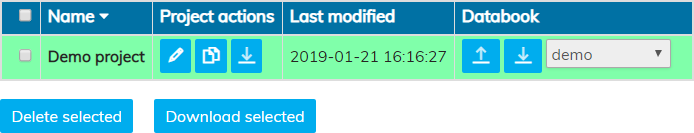 Name Project actions Last modified Databook
Demo project 2019-01-21 16:16:27 demo
Delete selected Download selected